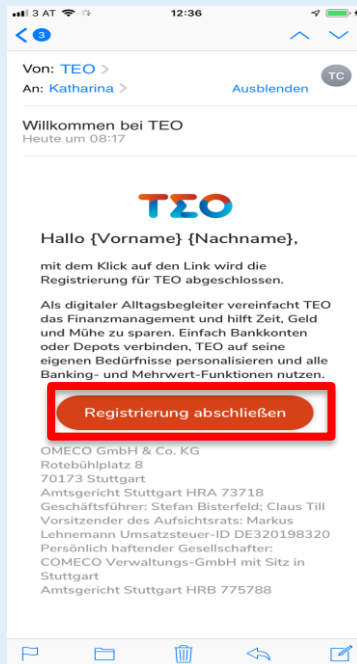 3 AT 12:36
3
Von: TEO >
An: Katharina > Ausblenden
TC
Willkommen bei TEO
Heute um 08:17
TEO
Hallo {Vorname} {Nachname},
mit dem Klick auf den Link wird die
Registrierung für TEO abgeschlossen.
Als digitaler Alltagsbegleiter vereinfacht TEO
das Finanzmanagement und hilft Zeit, Geld
und Mühe zu sparen. Einfach Bankkonten
oder Depots verbinden, TEO auf seine
eigenen Bedürfnisse personalisieren und alle
Banking- und Mehrwert-Funktionen nutzen.
Registrierung abschließen
OMECO GmbH & Co. KG
Rotebühlplatz 8
70173 Stuttgart
Amtsgericht Stuttgart HRA 73718
Geschäftsführer: Stefan Bisterfeld; Claus Till
Vorsitzender des Aufsichtsrats: Markus
Lehnemann Umsatzsteuer-ID DE320198320
Persönlich haftender Gesellschafter:
COMECO Verwaltungs-GmbH mit Sitz in
Stuttgart
Amtsgericht Stuttgart HRB 775788